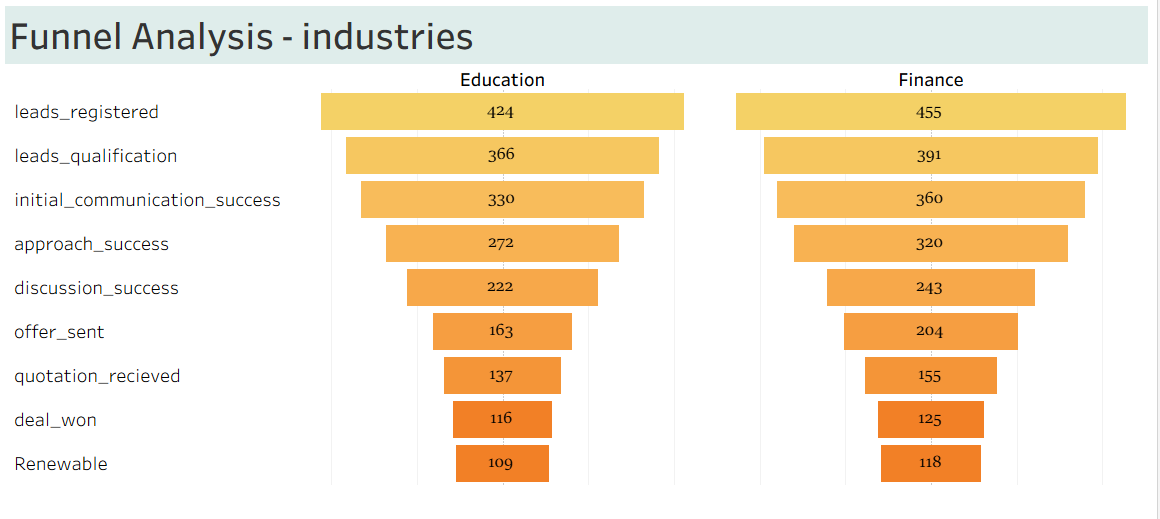 Funnel Analysis - industries
Education Finance
leads_registered 424 455
leads_qualification 366 391
initial_communication_success 330 360
approach_success 272 320
discussion_success 222 243
offer_sent 163 204
quotation_recieved 137 155
deal_won 116 125
Renewable 109 118